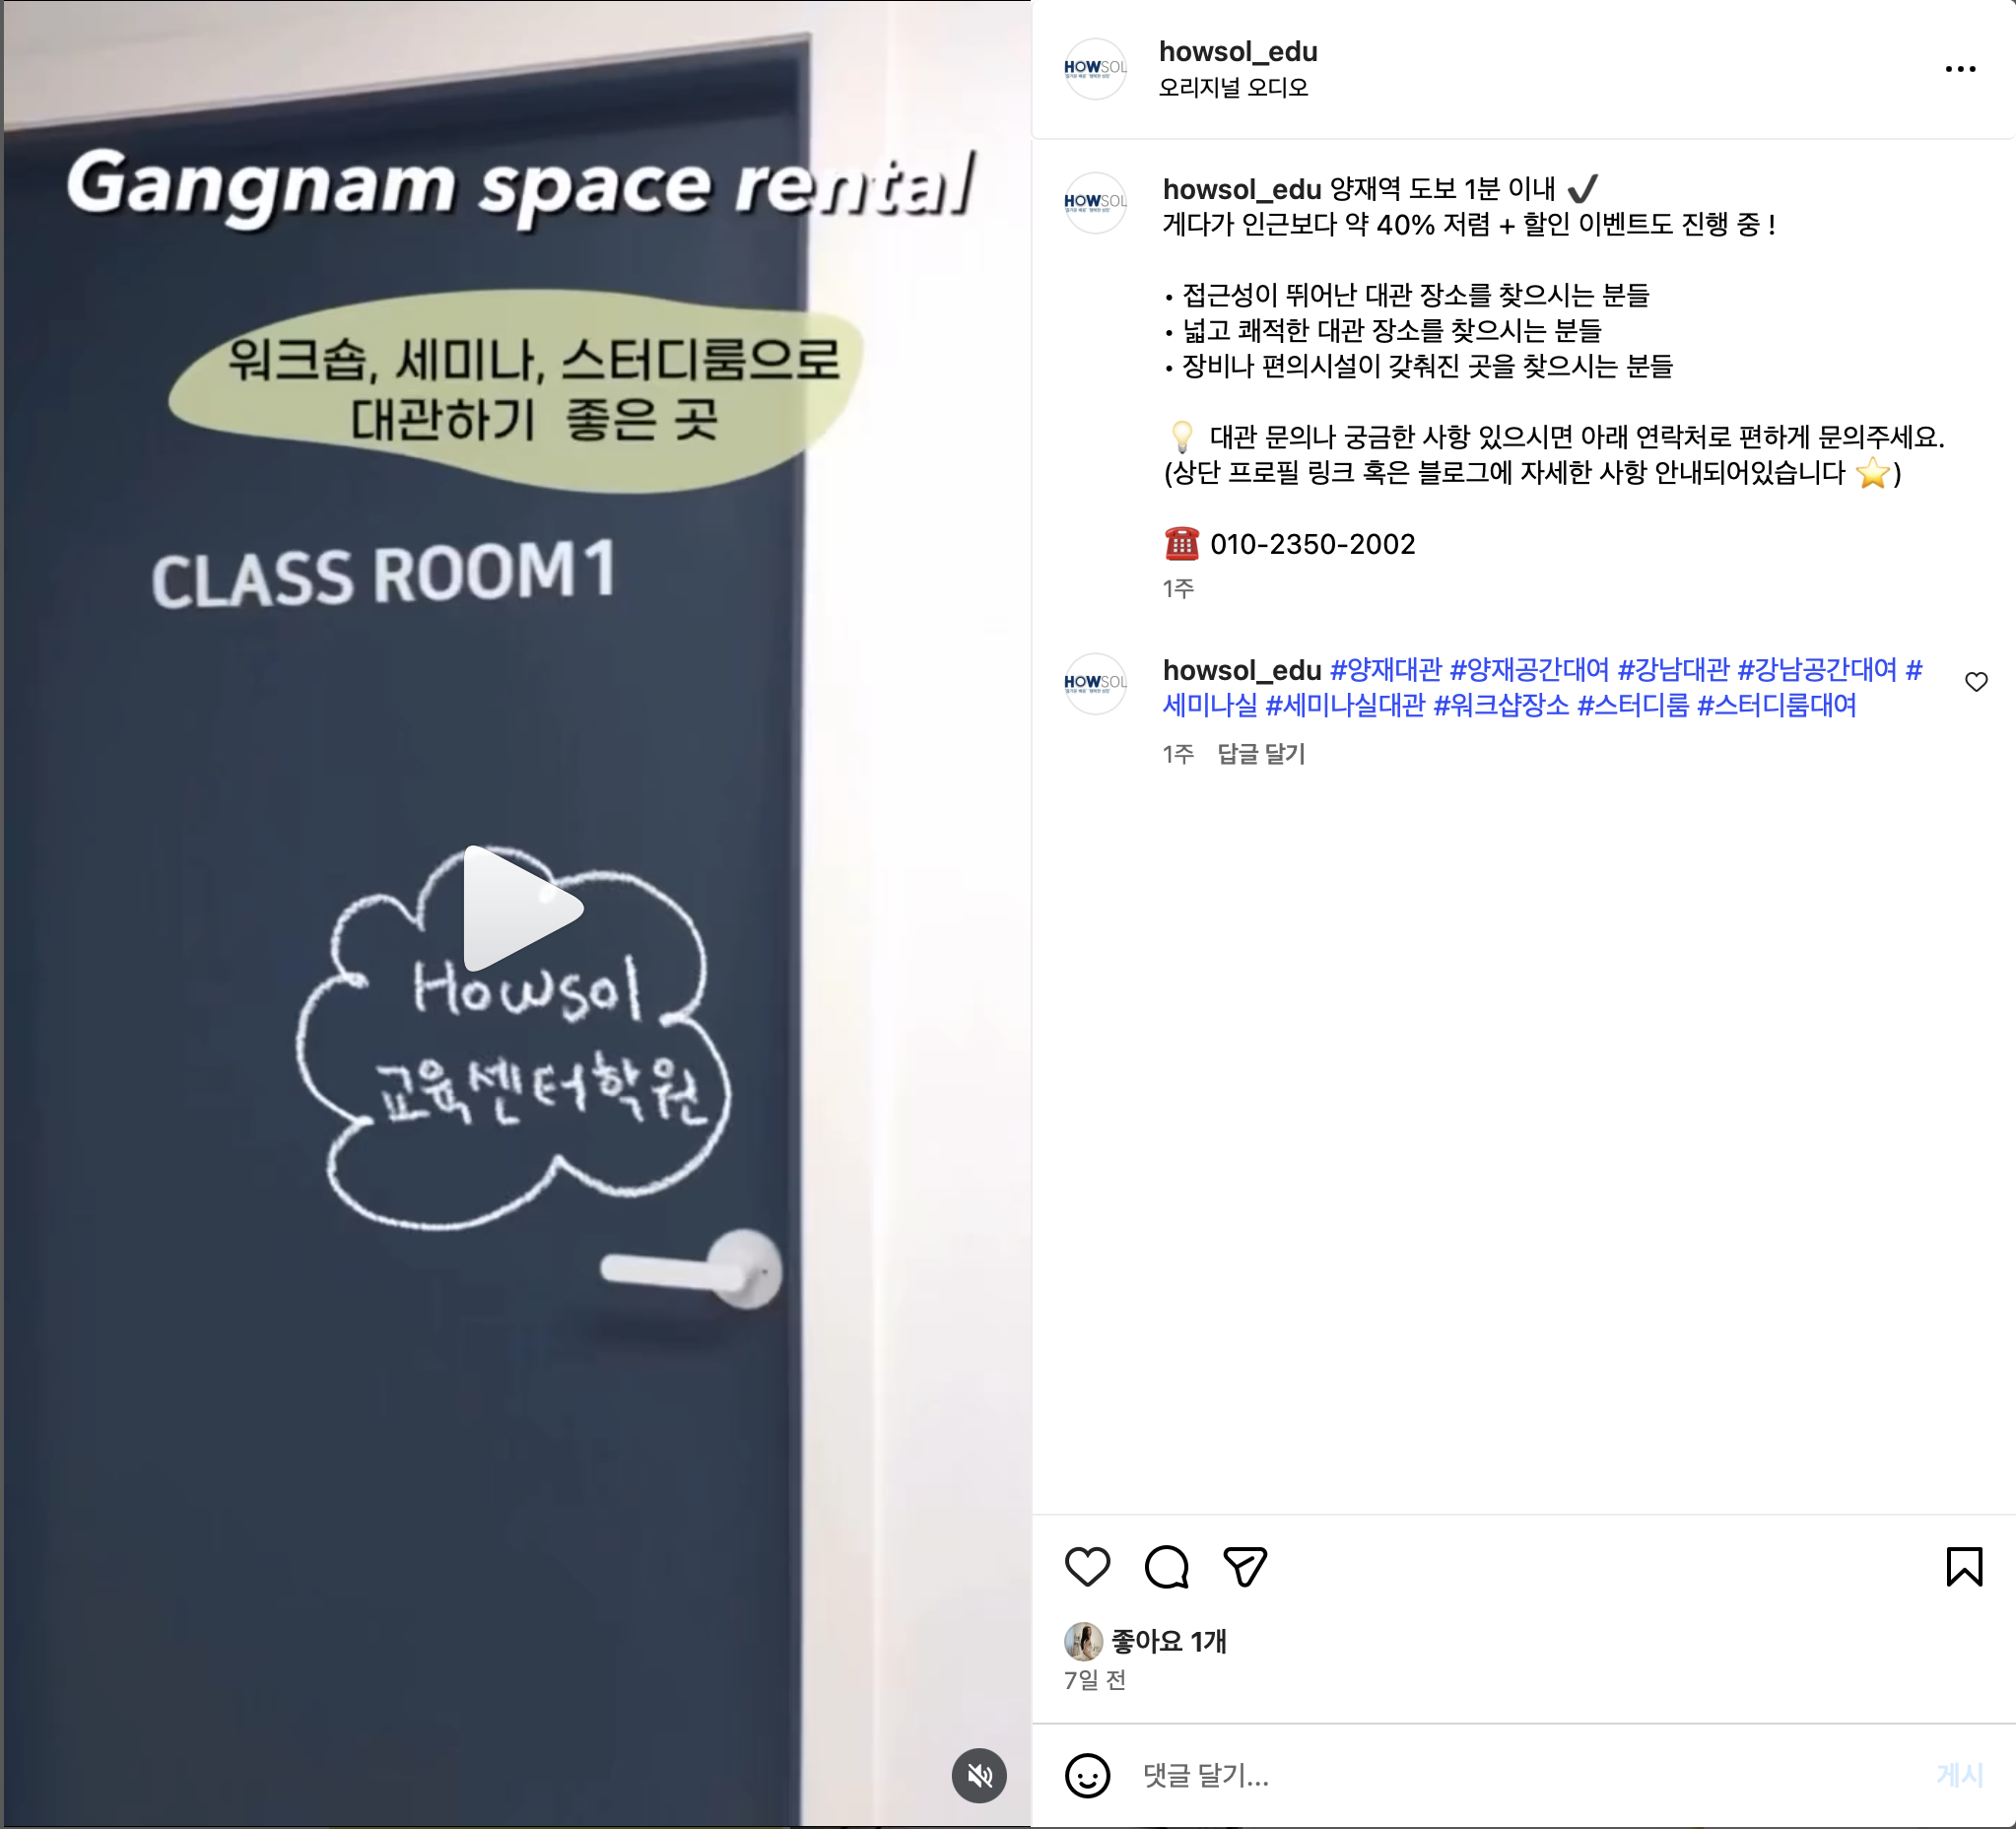 Gangnam space rental
워크숍, 세미나, 스터디룸으로
대관하기 좋은 곳
CLASS ROOM 1
Howsol
교육센터학원
HOWSOL
howsol_edu
오리지널 오디오
HOWSOL
howsol_edu 양재역 도보 1분 이내 ✔️
게다가 인근보다 약 40% 저렴 + 할인 이벤트도 진행 중 !
• 접근성이 뛰어난 대관 장소를 찾으시는 분들
• 넓고 쾌적한 대관 장소를 찾으시는 분들
• 장비나 편의시설이 갖춰진 곳을 찾으시는 분들
💡 대관 문의나 궁금한 사항 있으시면 아래 연락처로 편하게 문의주세요.
(상단 프로필 링크 혹은 블로그에 자세한 사항 안내되어있습니다 ⭐)
☎️ 010-2350-2002
1주
HOWSOL
howsol_edu #양재대관 #양재공간대여 #강남대관 #강남공간대여 #
세미나실 #세미나실대관 #워크샵장소 #스터디룸 #스터디룸대여
1주 답글 달기
좋아요 1개
7일 전
댓글 달기...
게시